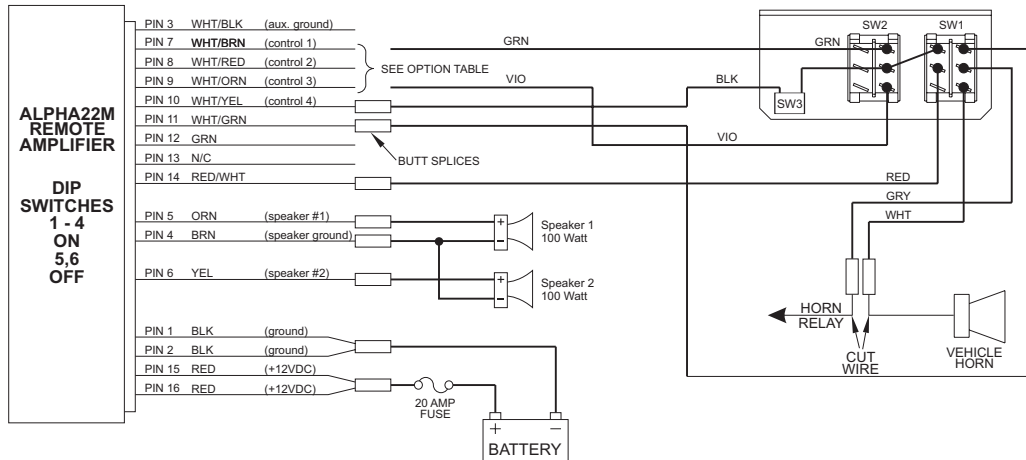 ALPHA22M
REMOTE
AMPLIFIER
DIP
SWITCHES
1 - 4
ON
5,6
OFF
PIN 3 WHT/BLK (aux. ground)
PIN 7 WHT/BRN (control 1)
PIN 8 WHT/RED (control 2)
PIN 9 WHT/ORN (control 3)
PIN 10 WHT/YEL (control 4)
PIN 11 WHT/GRN
PIN 12 GRN
PIN 13 N/C
PIN 14 RED/WHT
PIN 5 ORN (speaker #1)
PIN 4 BRN (speaker ground)
PIN 6 YEL (speaker #2)
PIN 1 BLK (ground)
PIN 2 BLK (ground)
PIN 15 RED (+12VDC)
PIN 16 RED (+12VDC)
SEE OPTION TABLE
BUTT SPLICES
+
−
Speaker 1
100 Watt
+
−
Speaker 2
100 Watt
20 AMP
FUSE
+ −
BATTERY
GRN
VIO
BLK
GRN
SW2
SW1
SW3
VIO
RED
GRY
WHT
HORN
RELAY
CUT
WIRE
VEHICLE
HORN